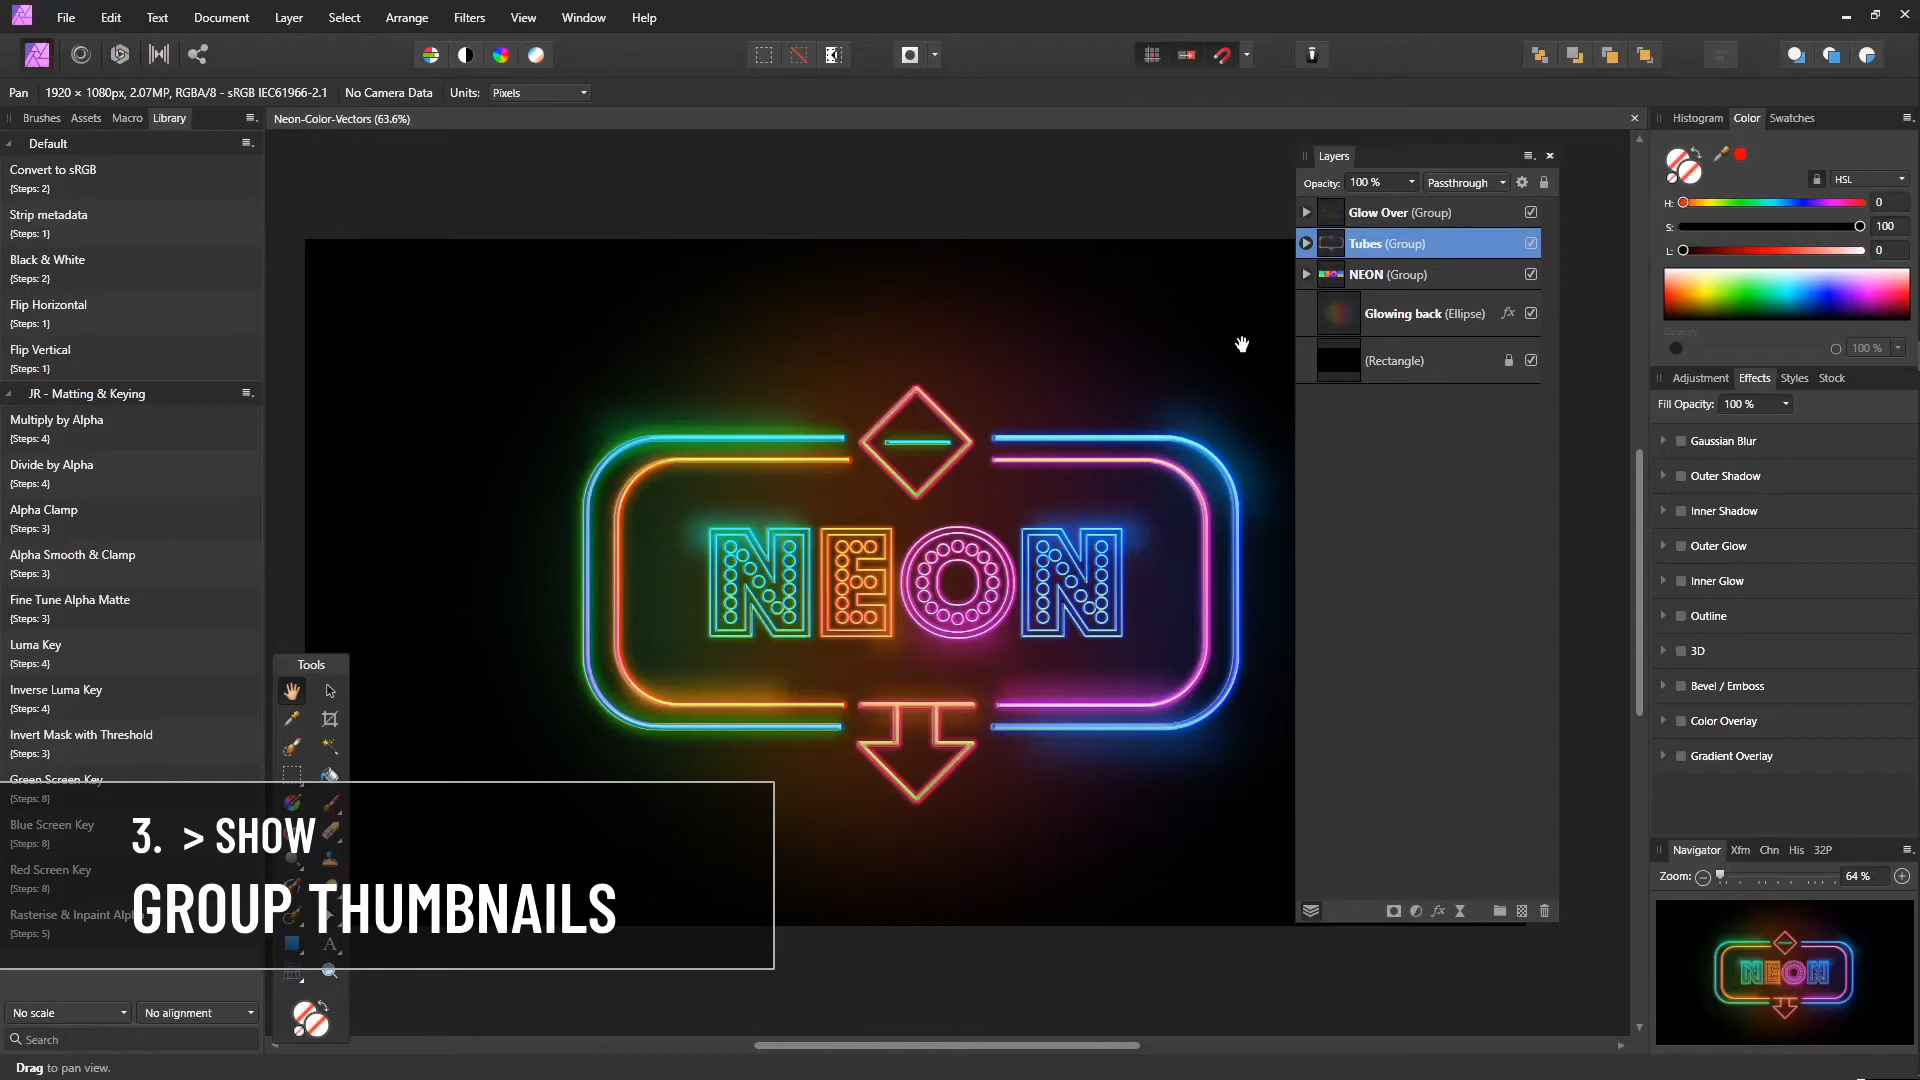 File Edit Text Document Layer Select Arrange Filters View Window Help
Pan 1920 × 1080px, 2.07MP, RGBA/8 - sRGB IEC61966-2.1 No Camera Data Units: Pixels
Brushes Assets Macro Library
Neon-Color-Vectors (63.6%)
Histogram Color Swatches
Default
Convert to sRGB
{Steps: 2}
Strip metadata
{Steps: 1}
Black & White
{Steps: 2}
Flip Horizontal
{Steps: 1}
Flip Vertical
{Steps: 1}
JR - Matting & Keying
Multiply by Alpha
{Steps: 4}
Divide by Alpha
{Steps: 4}
Alpha Clamp
{Steps: 3}
Alpha Smooth & Clamp
{Steps: 3}
Fine Tune Alpha Matte
{Steps: 3}
Luma Key
{Steps: 4}
Inverse Luma Key
{Steps: 4}
Invert Mask with Threshold
{Steps: 3}
Green Screen Key
{Steps: 8}
Blue Screen Key
{Steps: 8}
Red Screen Key
{Steps: 8}
Rasterise & Inpaint Alpha
{Steps: 5}
No scale No alignment
Search
Drag to pan view.
Tools
3. > SHOW
GROUP THUMBNAILS
NEON
Layers
Opacity: 100 % Passthrough
Glow Over (Group)
Tubes (Group)
NEON (Group)
Glowing back (Ellipse) fx
(Rectangle)
fx
HSL
H: 0
S: 100
L: 0
Opacity
100 %
Adjustment Effects Styles Stock
Fill Opacity: 100 %
Gaussian Blur
Outer Shadow
Inner Shadow
Outer Glow
Inner Glow
Outline
3D
Bevel / Emboss
Color Overlay
Gradient Overlay
Navigator Xfm Chn His 32P
Zoom: 64 %
NEON